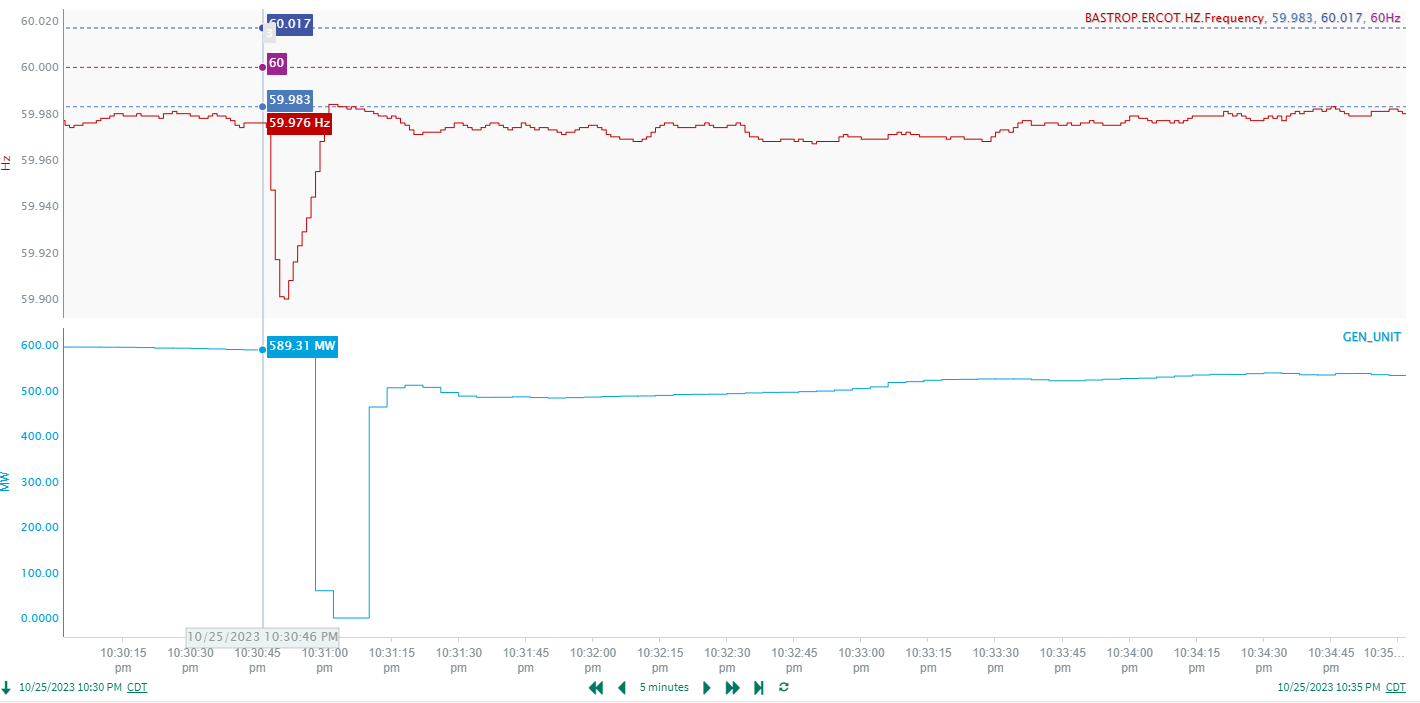 60.020
60.000
59.980
59.960
59.940
59.920
59.900
Hz
60.017
60
59.983
59.976 Hz
BASTROP.ERCOT.HZ.Frequency, 59.983, 60.017, 60Hz
600.00
500.00
400.00
300.00
200.00
100.00
0.0000
MW
589.31 MW
GEN_UNIT
10/25/2023 10:30:46 PM
10:30:15 pm
10:30:30 pm
10:30:45 pm
10:31:00 pm
10:31:15 pm
10:31:30 pm
10:31:45 pm
10:32:00 pm
10:32:15 pm
10:32:30 pm
10:32:45 pm
10:33:00 pm
10:33:15 pm
10:33:30 pm
10:33:45 pm
10:34:00 pm
10:34:15 pm
10:34:30 pm
10:34:45 pm
10:35... pm
10/25/2023 10:30 PM CDT
5 minutes
10/25/2023 10:35 PM CDT